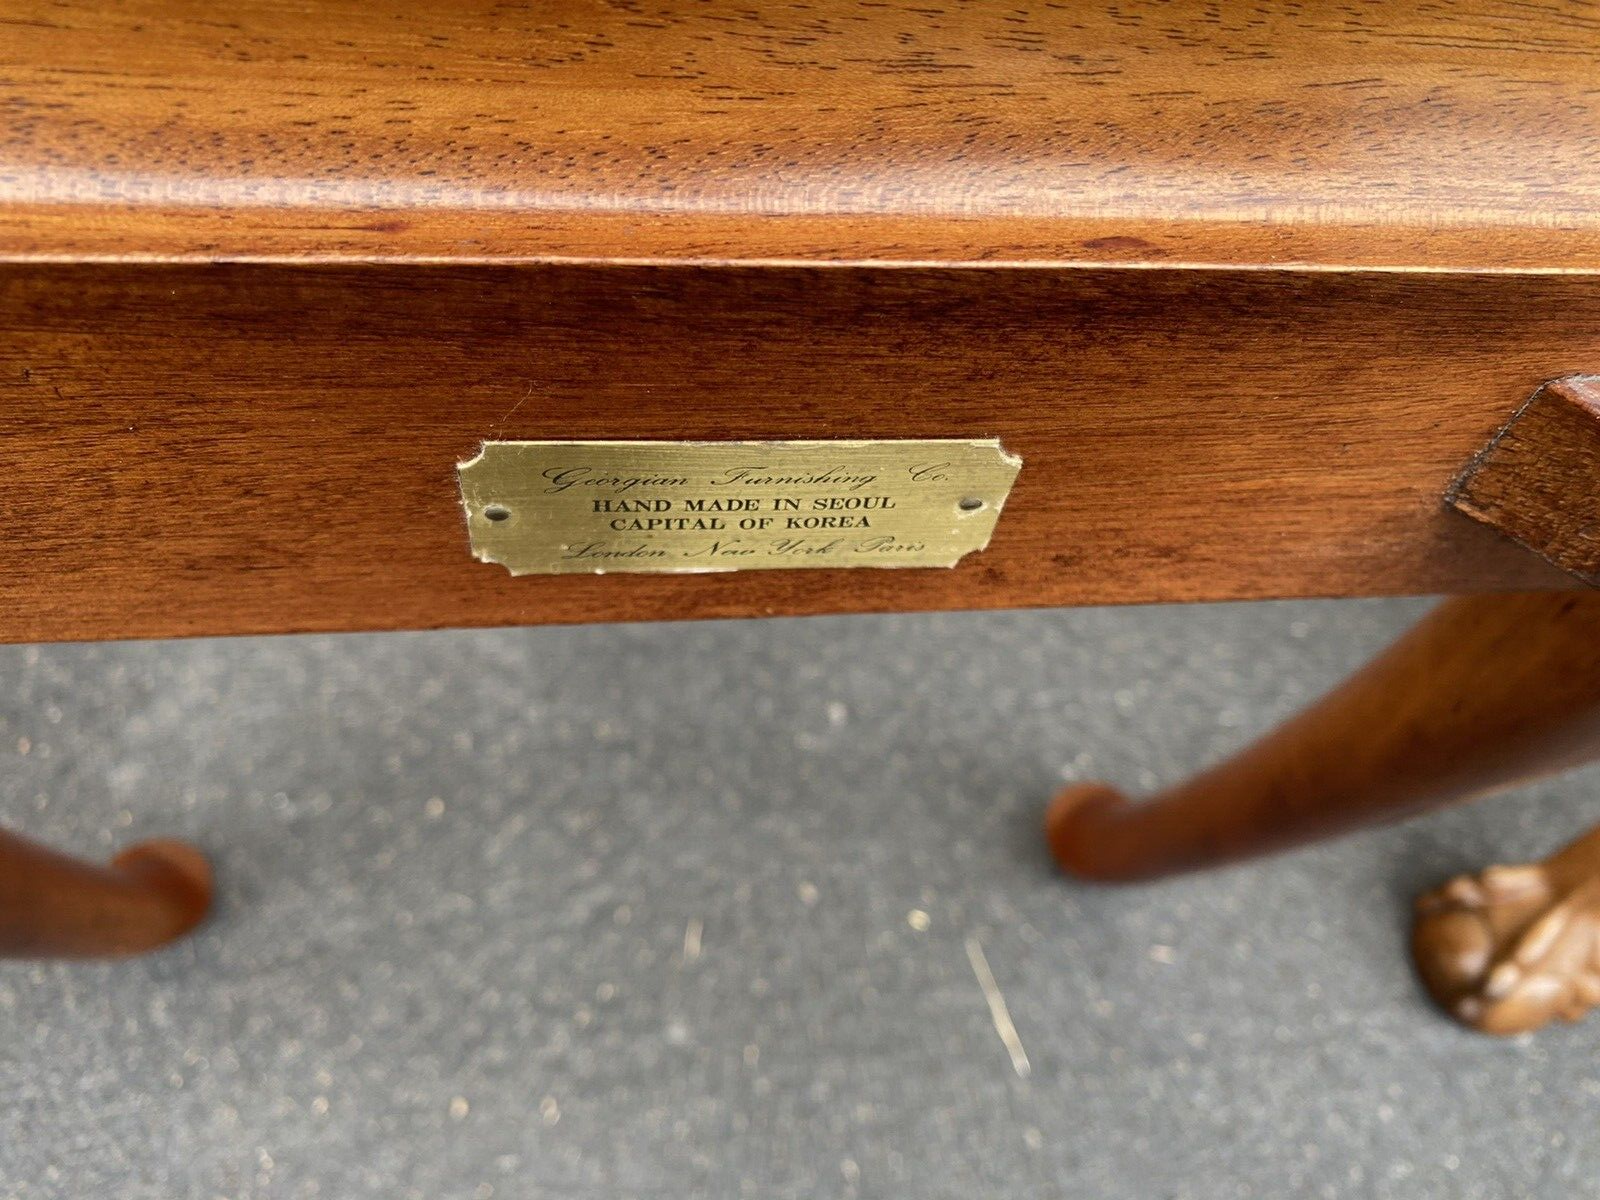 Georgian Furnishing Co.
HAND MADE IN SEOUL
CAPITAL OF KOREA
London New York Paris